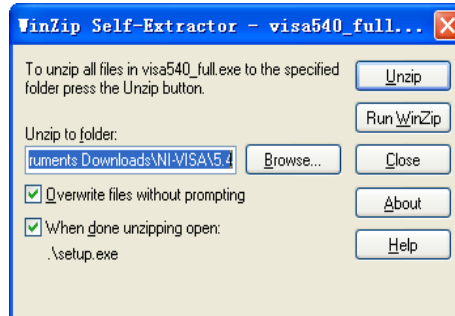 WinZip Self-Extractor - visa540_full...
To unzip all files in visa540_full.exe to the specified
folder press the Unzip button.
Unzip to folder:
ruments Downloads\NI-VISA\5.4
Browse...
Overwrite files without prompting
When done unzipping open:
.\setup.exe
Unzip
Run WinZip
Close
About
Help